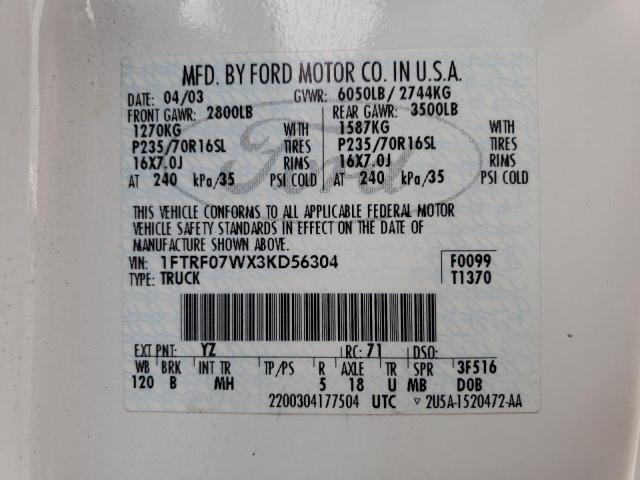 MFD. BY FORD MOTOR CO. IN U.S.A.
DATE: 04/03 GVWR: 6050LB/ 2744KG
FRONT GAWR: 2800LB REAR GAWR: 3500LB
1270KG WITH 1587KG WITH
P235/70R16SL TIRES P235/70R16SL TIRES
16X7.0J RIMS 16X7.0J RIMS
AT 240 kPa/35 PSI COLD AT 240 kPa/35 PSI COLD
THIS VEHICLE CONFORMS TO ALL APPLICABLE FEDERAL MOTOR
VEHICLE SAFETY STANDARDS IN EFFECT ON THE DATE OF
MANUFACTURE SHOWN ABOVE.
VIN: 1FTRF07WX3KD56304 F0099
TYPE: TRUCK T1370
EXT PNT: YZ RC: 71 DSO:
WB BRK INT TR TP/PS R AXLE TR SPR 3F516
120 B MH 5 18 U MB DOB
2200304177504 UTC ▽ 2U5A-1520472-AA
Ford